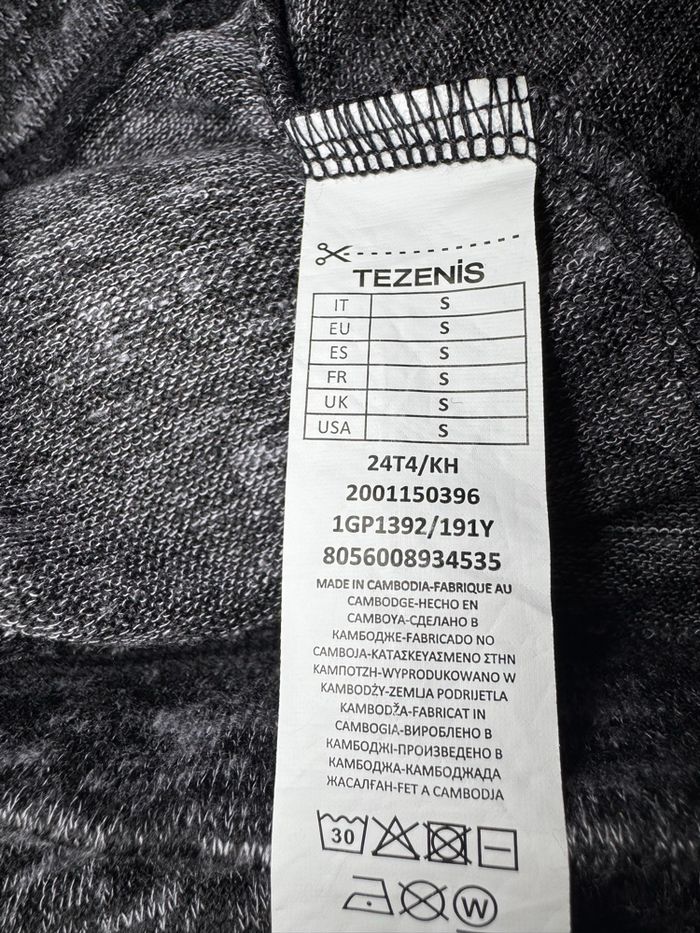 TEZENİS
IT S
EU S
ES S
FR S
UK S
USA S
24T4/KH
2001150396
1GP1392/191Y
8056008934535
MADE IN CAMBODIA-FABRIQUE AU
CAMBODGE-HECHO EN
CAMBOYA-СДЕЛАНО В
КАМБОДЖЕ-FABRICADO NO
CAMBOJA-ΚΑΤΑΣΚΕΥΑΣΜΕΝΟ ΣΤΗΝ
ΚΑΜΠΟΤΖΗ-WYPRODUKOWANO W
KAMBODŻY-ZEMLJA PODRIJETLA
KAMBODŽA-FABRICAT IN
CAMBOGIA-ВИРОБЛЕНО В
КАМБОДЖІ-ПРОИЗВЕДЕНО В
КАМБОДЖА-КАМБОДЖАДА
ЖАСАЛҒАН-FET A CAMBODJA
30
W